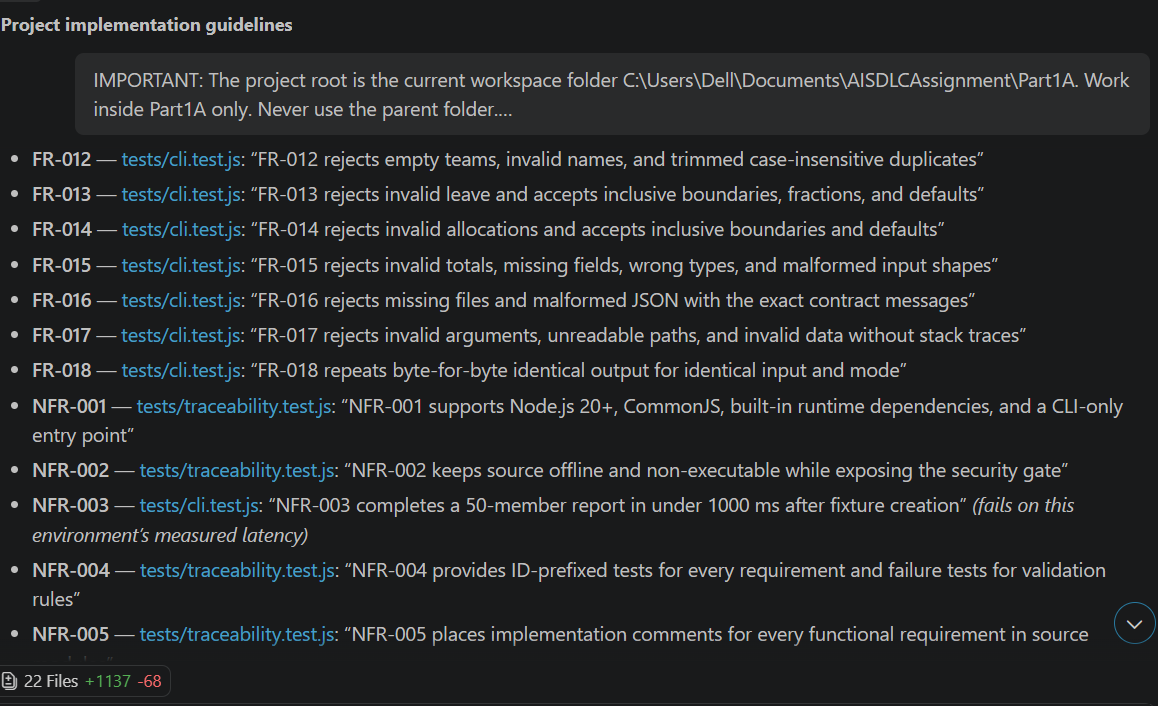 Project implementation guidelines
IMPORTANT: The project root is the current workspace folder C:\Users\Dell\Documents\AISDLCAssignment\Part1A. Work
inside Part1A only. Never use the parent folder....
• FR-012 — tests/cli.test.js: “FR-012 rejects empty teams, invalid names, and trimmed case-insensitive duplicates”
• FR-013 — tests/cli.test.js: “FR-013 rejects invalid leave and accepts inclusive boundaries, fractions, and defaults”
• FR-014 — tests/cli.test.js: “FR-014 rejects invalid allocations and accepts inclusive boundaries and defaults”
• FR-015 — tests/cli.test.js: “FR-015 rejects invalid totals, missing fields, wrong types, and malformed input shapes”
• FR-016 — tests/cli.test.js: “FR-016 rejects missing files and malformed JSON with the exact contract messages”
• FR-017 — tests/cli.test.js: “FR-017 rejects invalid arguments, unreadable paths, and invalid data without stack traces”
• FR-018 — tests/cli.test.js: “FR-018 repeats byte-for-byte identical output for identical input and mode”
• NFR-001 — tests/traceability.test.js: “NFR-001 supports Node.js 20+, CommonJS, built-in runtime dependencies, and a CLI-only
entry point”
• NFR-002 — tests/traceability.test.js: “NFR-002 keeps source offline and non-executable while exposing the security gate”
• NFR-003 — tests/cli.test.js: “NFR-003 completes a 50-member report in under 1000 ms after fixture creation” (fails on this
environment’s measured latency)
• NFR-004 — tests/traceability.test.js: “NFR-004 provides ID-prefixed tests for every requirement and failure tests for validation
rules”
• NFR-005 — tests/traceability.test.js: “NFR-005 places implementation comments for every functional requirement in source
22 Files +1137 -68